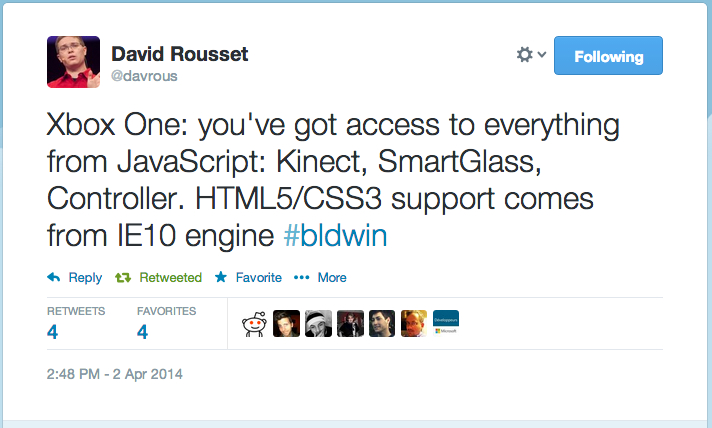 David Rousset
@davrous
Following
Xbox One: you've got access to everything
from JavaScript: Kinect, SmartGlass,
Controller. HTML5/CSS3 support comes
from IE10 engine #bldwin
Reply Retweeted Favorite More
RETWEETS FAVORITES
4 4
Microsoft
2:48 PM - 2 Apr 2014